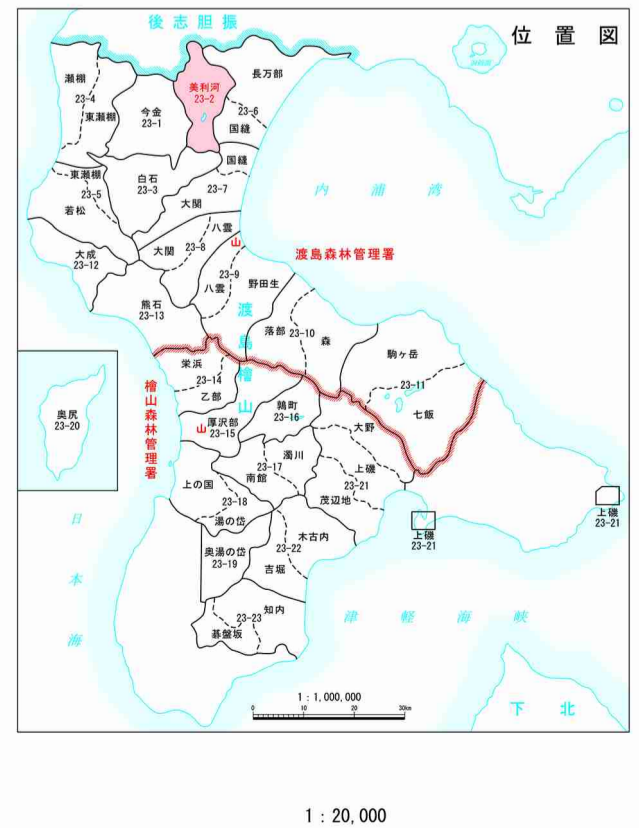 位置図
後志胆振
瀬棚
23-4
東瀬棚
今金
23-1
美利河
23-2
長万部
23-6
国縫
東瀬棚
23-5
若松
白石
23-3
国縫
23-7
大関
内浦湾
大成
23-12
大関
23-8
八雲
山
23-9
八雲
野田生
渡島森林管理署
熊石
23-13
渡島檜山
落部
23-10
森
駒ヶ岳
23-11
七飯
栄浜
23-14
乙部
檜山森林管理署
奥尻
23-20
鶉町
23-16
山
厚沢部
23-15
大野
濁川
23-17
南館
上磯
23-21
茂辺地
上の国
23-18
湯の岱
上磯
23-21
上磯
23-21
日本海
奥湯の岱
23-19
木古内
23-22
吉堀
知内
23-23
碁盤坂
津軽海峡
下北
1：1,000,000
0 10 20 30km
1：20,000